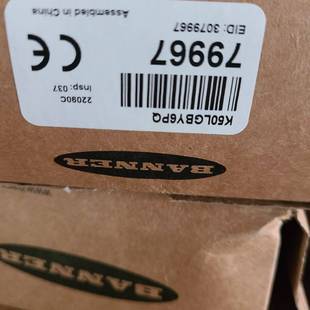 K50LGBY6PQ
79967
22090C
Insp: 037
EID: 3079967
Assembled in China
CE
BANNER
BANNER